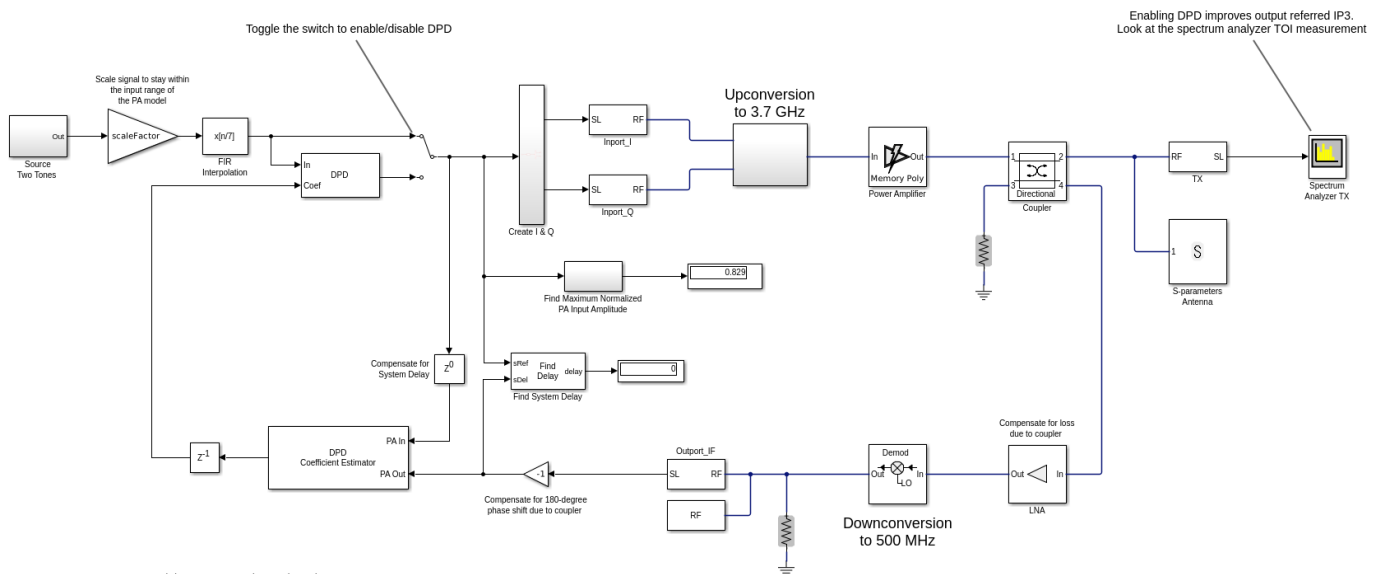 Toggle the switch to enable/disable DPD
Enabling DPD improves output referred IP3.
Look at the spectrum analyzer TOI measurement
Scale signal to stay within
the input range of
the PA model
Out
Source
Two Tones
scaleFactor
x[n/7]
FIR
Interpolation
In
Coef
DPD
Create I & Q
SL
RF
Inport_I
SL
RF
Inport_Q
Upconversion
to 3.7 GHz
In
Out
Memory Poly
Power Amplifier
1
2
3
4
Directional
Coupler
RF
SL
TX
Spectrum
Analyzer TX
1
S
S-parameters
Antenna
Find Maximum Normalized
PA Input Amplitude
0.829
Compensate for
System Delay
Z0
sRef
sDel
Find
Delay
delay
Find System Delay
0
Z-1
DPD
Coefficient Estimator
PA In
PA Out
-1
Compensate for 180-degree
phase shift due to coupler
Outport_IF
SL
RF
RF
Demod
Out
In
LO
Downconversion
to 500 MHz
Compensate for loss
due to coupler
Out
In
LNA